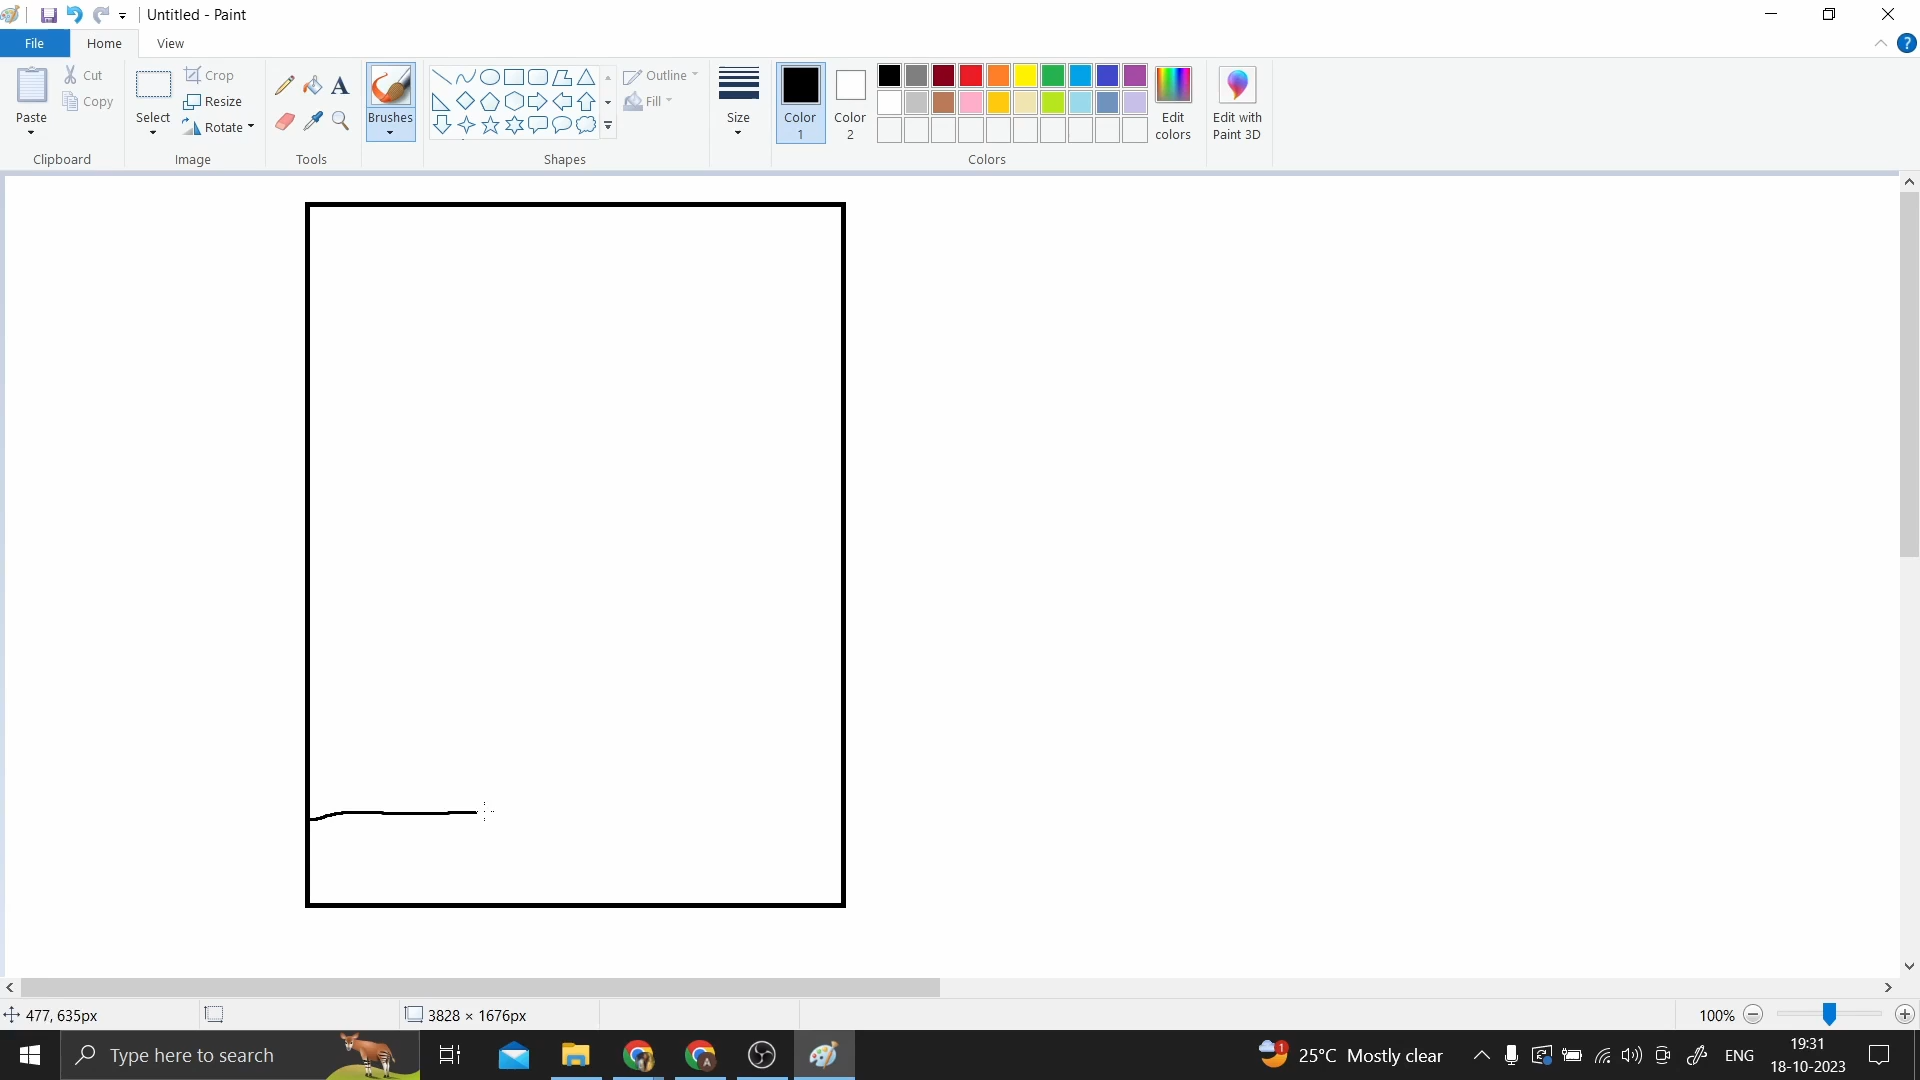 Untitled - Paint
File
Home
View
Paste
Cut
Copy
Clipboard
Select
Crop
Resize
Rotate
Image
A
Tools
Brushes
Outline
Fill
Shapes
Size
Color
1
Color
2
Edit
colors
Colors
Edit with
Paint 3D
?
477, 635px
3828 × 1676px
100%
Type here to search
A
1
25°C Mostly clear
ENG
19:31
18-10-2023